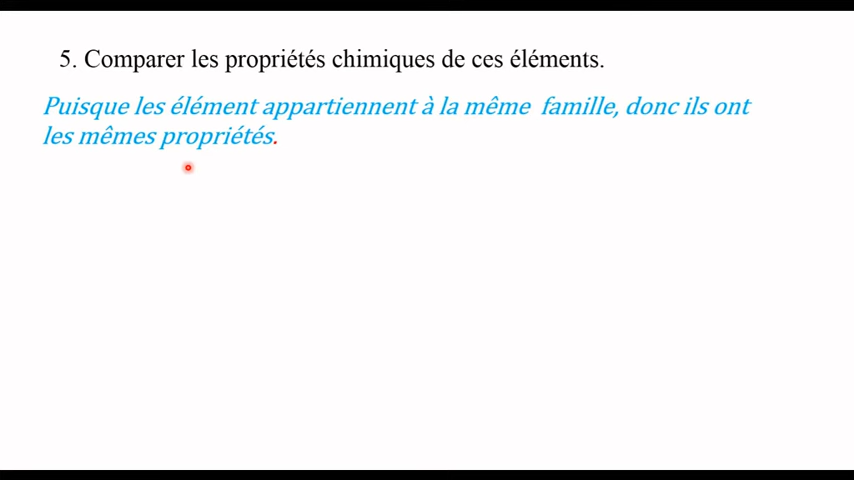 5. Comparer les propriétés chimiques de ces éléments.
Puisque les élément appartiennent à la même famille, donc ils ont
les mêmes propriétés.